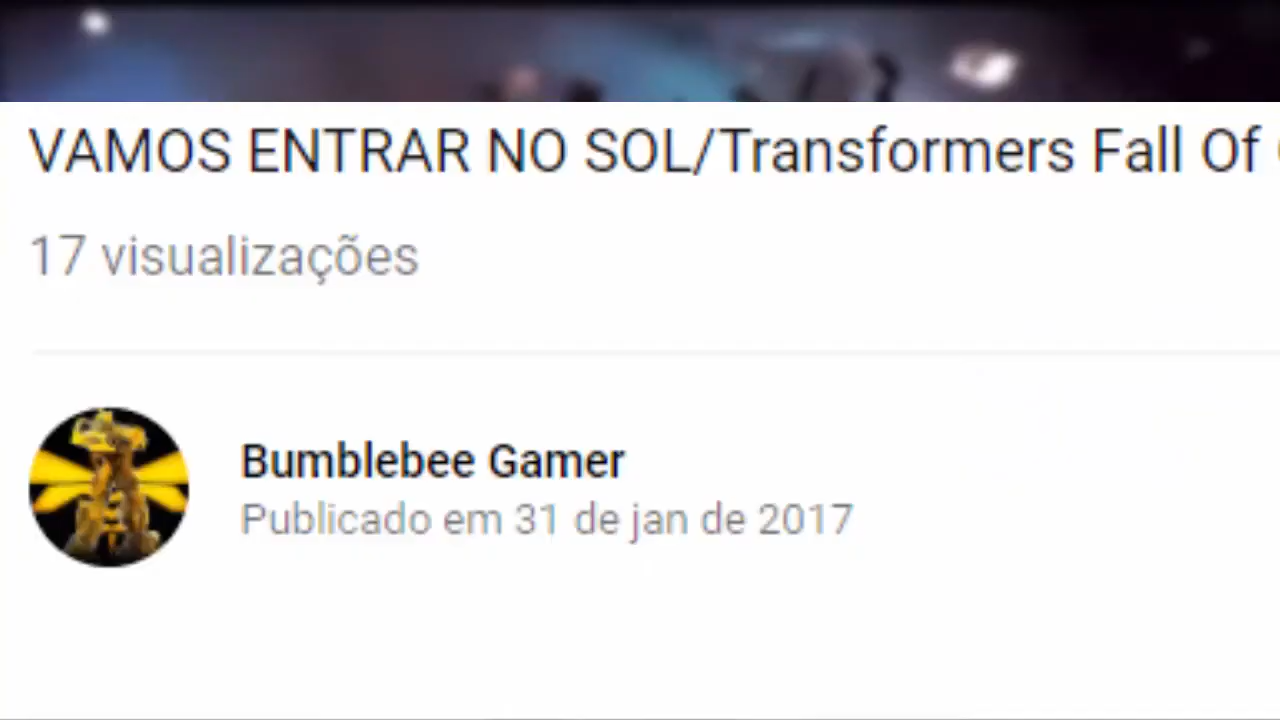 VAMOS ENTRAR NO SOL/Transformers Fall Of
17 visualizações
Bumblebee Gamer
Publicado em 31 de jan de 2017